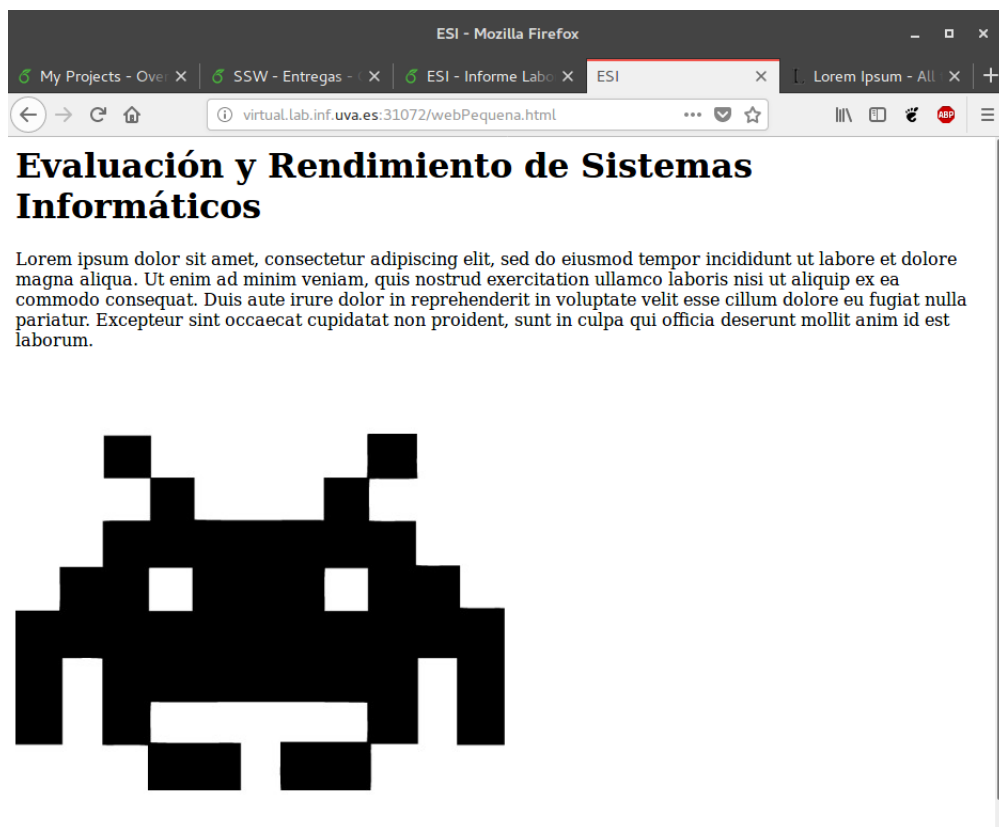 ESI - Mozilla Firefox
My Projects - Over
SSW - Entregas -
ESI - Informe Labo
ESI
Lorem Ipsum - All
virtual.lab.inf.uva.es:31072/webPequena.html
ABP
Evaluación y Rendimiento de Sistemas
Informáticos
Lorem ipsum dolor sit amet, consectetur adipiscing elit, sed do eiusmod tempor incididunt ut labore et dolore
magna aliqua. Ut enim ad minim veniam, quis nostrud exercitation ullamco laboris nisi ut aliquip ex ea
commodo consequat. Duis aute irure dolor in reprehenderit in voluptate velit esse cillum dolore eu fugiat nulla
pariatur. Excepteur sint occaecat cupidatat non proident, sunt in culpa qui officia deserunt mollit anim id est
laborum.